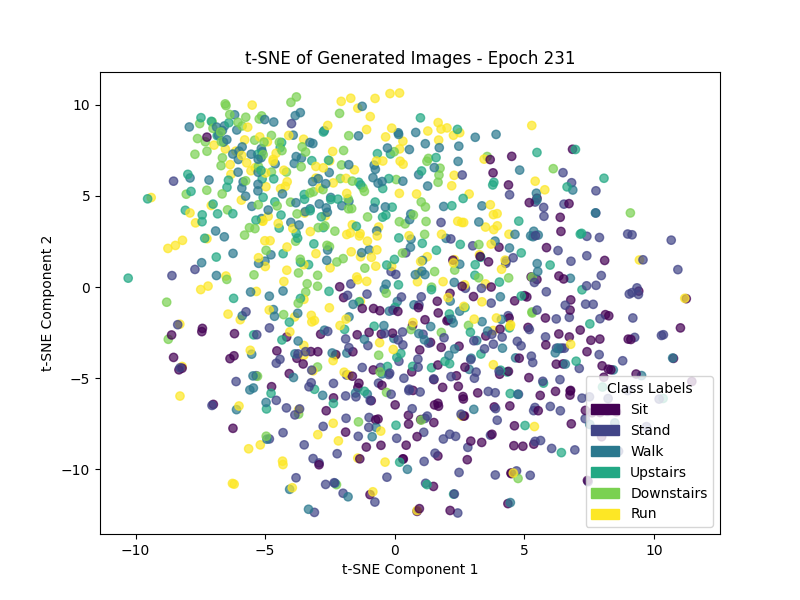 t-SNE of Generated Images - Epoch 231
10
5
0
−5
−10
t-SNE Component 2
−10
−5
0
5
10
t-SNE Component 1
Class Labels
Sit
Stand
Walk
Upstairs
Downstairs
Run